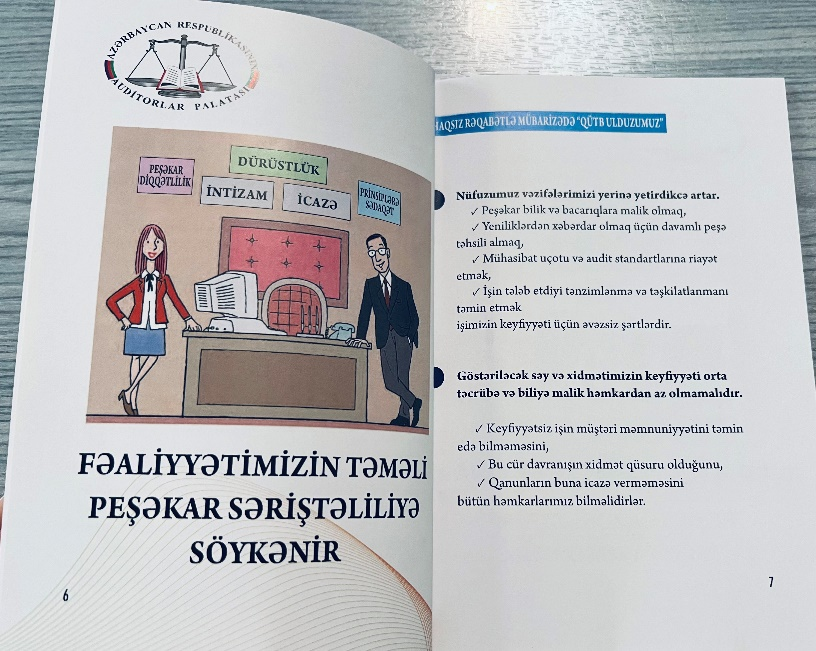 AZƏRBAYCAN RESPUBLİKASININ
AUDİTORLAR PALATASI
PEŞƏKAR
DİQQƏTLİLİK
DÜRÜSTLÜK
İNTİZAM
İCAZƏ
PRİNSİPLƏRƏ
SƏDAQƏT
FƏALİYYƏTİMİZİN TƏMƏLİ
PEŞƏKAR SƏRİŞTƏLİLİYƏ
SÖYKƏNİR
6
HAQSIZ RƏQABƏTLƏ MÜBARİZƏDƏ "QÜTB ULDUZUMUZ"
Nüfuzumuz vəzifələrimizi yerinə yetirdikcə artar.
✓ Peşəkar bilik və bacarıqlara malik olmaq,
✓ Yeniliklərdən xəbərdar olmaq üçün davamlı peşə
təhsili almaq,
✓ Mühasibat uçotu və audit standartlarına riayət
etmək,
✓ İşin tələb etdiyi tənzimlənmə və təşkilatlanmanı
təmin etmək
işimizin keyfiyyəti üçün əvəzsiz şərtlərdir.
Göstəriləcək səy və xidmətimizin keyfiyyəti orta
təcrübə və biliyə malik həmkardan az olmamalıdır.
✓ Keyfiyyətsiz işin müştəri məmnuniyyətini təmin
edə bilməməsini,
✓ Bu cür davranışın xidmət qüsuru olduğunu,
✓ Qanunların buna icazə verməməsini
bütün həmkarlarımız bilməlidirlər.
7